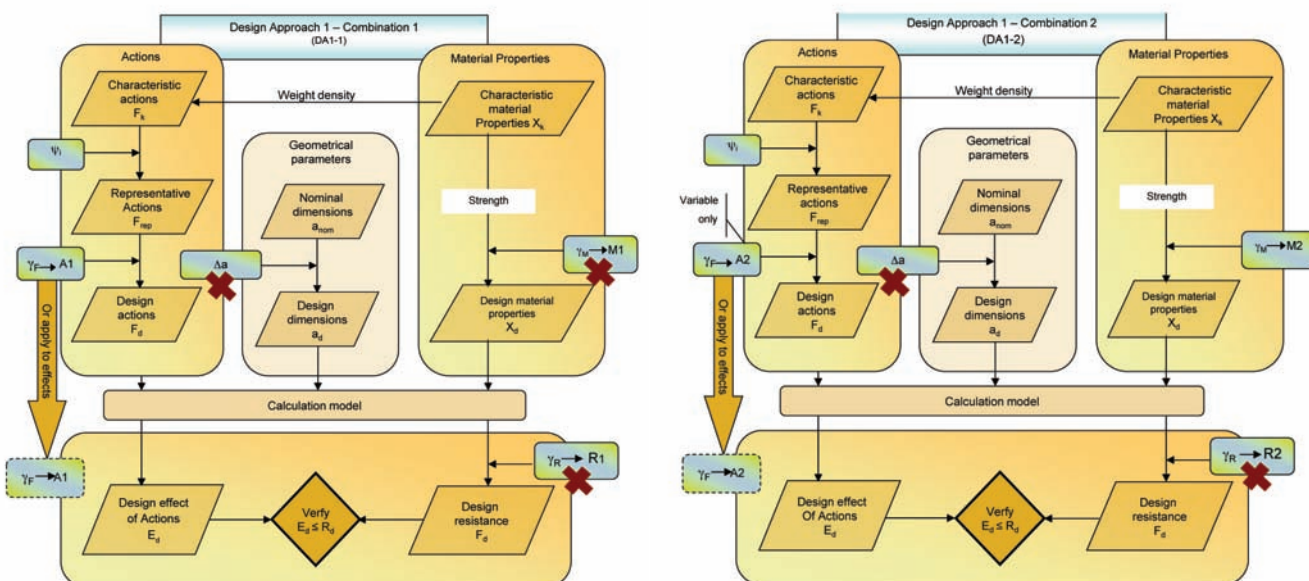 Design Approach 1 – Combination 1
(DA1-1)
Actions
Material Properties
Characteristic
actions
Fk
Weight density
Characteristic
material
Properties Xk
ψi
Geometrical
parameters
Representative
Actions
Frep
Nominal
dimensions
anom
Strength
γF → A1
Δa
γM → M1
Design
actions
Fd
Design
dimensions
ad
Design material
properties
Xd
Or apply to effects
Calculation model
γF → A1
γR → R1
Design effect
of Actions
Ed
Verfy
Ed ≤ Rd
Design
resistance
Fd
Design Approach 1 – Combination 2
(DA1-2)
Actions
Material Properties
Characteristic
actions
Fk
Weight density
Characteristic
material
Properties Xk
ψi
Geometrical
parameters
Variable
only
Representative
actions
Frep
Nominal
dimensions
anom
Strength
γF → A2
Δa
γM → M2
Design
actions
Fd
Design
dimensions
ad
Design material
properties
Xd
Or apply to effects
Calculation model
γF → A2
γR → R2
Design effect
Of Actions
Ed
Verfy
Ed ≤ Rd
Design
resistance
Fd